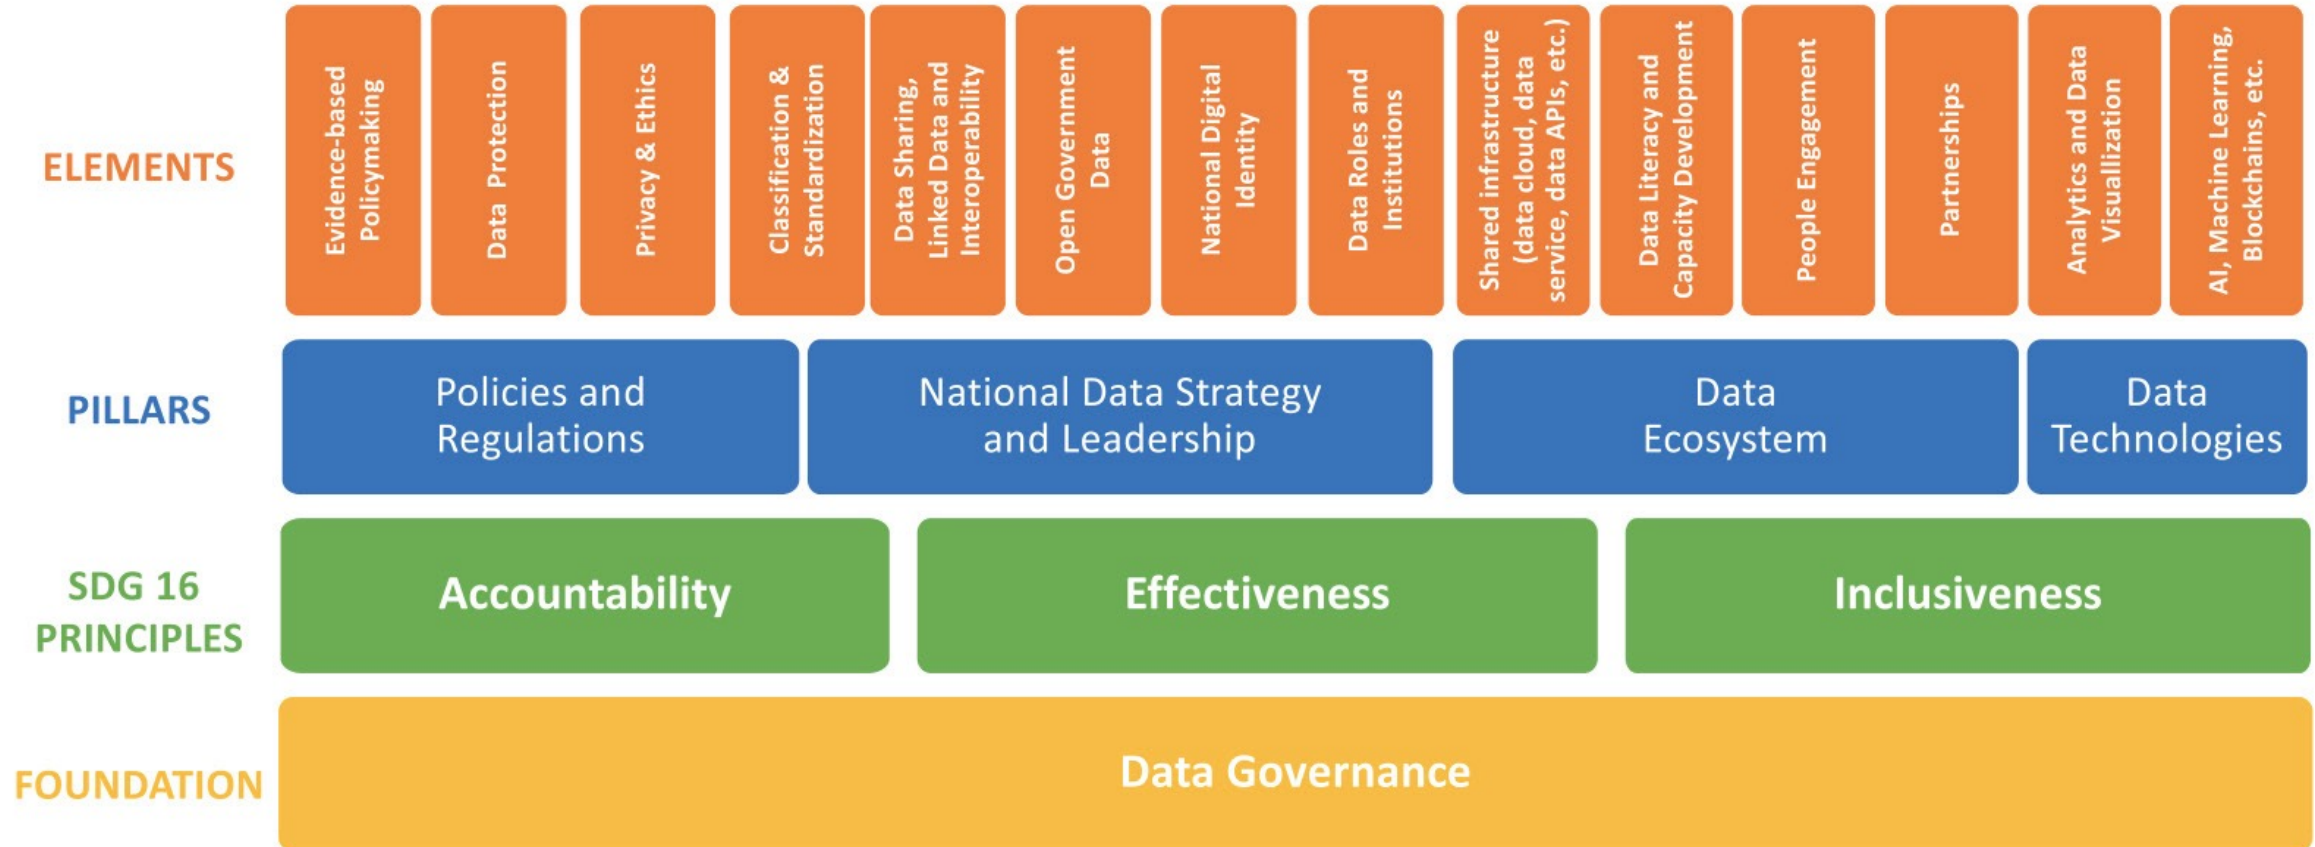 ELEMENTS
Evidence-based
Policymaking
Data Protection
Privacy & Ethics
Classification &
Standardization
Data Sharing,
Linked Data and
Interoperability
Open Government
Data
National Digital
Identity
Data Roles and
Institutions
Shared infrastructure
(data cloud, data
service, data APIs, etc.)
Data Literacy and
Capacity Development
People Engagement
Partnerships
Analytics and Data
Visuallization
AI, Machine Learning,
Blockchains, etc.
PILLARS
Policies and
Regulations
National Data Strategy
and Leadership
Data
Ecosystem
Data
Technologies
SDG 16
PRINCIPLES
Accountability
Effectiveness
Inclusiveness
FOUNDATION
Data Governance